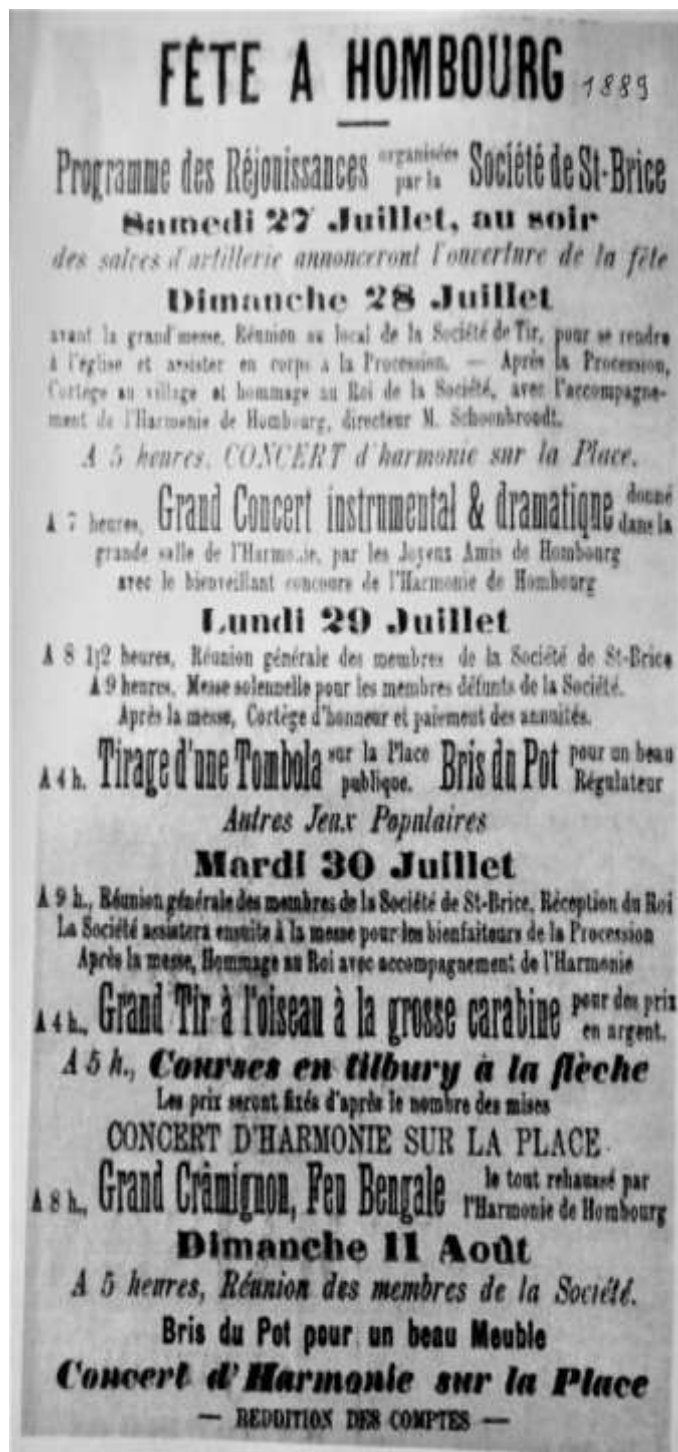 FÊTE A HOMBOURG 1889
Programme des Réjouissances organisées par la Société de St-Brice
Samedi 27 Juillet, au soir
des salves d'artillerie annonceront l'ouverture de la fête
Dimanche 28 Juillet
avant la grand'messe, Réunion au local de la Société de Tir, pour se rendre
à l'église et assister en corps à la Procession. — Après la Procession,
Cortège au village et hommage au Roi de la Société, avec l'accompagne-
ment de l'Harmonie de Hombourg, directeur M. Schoonbroodt.
A 5 heures, CONCERT d'harmonie sur la Place.
A 7 heures, Grand Concert instrumental & dramatique donné dans la
grande salle de l'Harmonie, par les Joyeux Amis de Hombourg
avec le bienveillant concours de l'Harmonie de Hombourg
Lundi 29 Juillet
A 8 1|2 heures, Réunion générale des membres de la Société de St-Brice
A 9 heures, Messe solennelle pour les membres défunts de la Société.
Après la messe, Cortège d'honneur et paiement des annuités.
A 4 h. Tirage d'une Tombola sur la Place publique. Bris du Pot pour un beau Régulateur
Autres Jeux Populaires
Mardi 30 Juillet
A 9 h., Réunion générale des membres de la Société de St-Brice, Réception du Roi
La Société assistera ensuite à la messe pour les bienfaiteurs de la Procession
Après la messe, Hommage au Roi avec accompagnement de l'Harmonie
A 4 h., Grand Tir à l'oiseau à la grosse carabine pour des prix en argent.
A 5 h., Courses en tilbury à la flèche
Les prix seront fixés d'après le nombre des mises
CONCERT D'HARMONIE SUR LA PLACE
A 8 h., Grand Crâmignon, Feu Bengale le tout rehaussé par l'Harmonie de Hombourg
Dimanche 11 Août
A 5 heures, Réunion des membres de la Société.
Bris du Pot pour un beau Meuble
Concert d'Harmonie sur la Place
— REDDITION DES COMPTES —